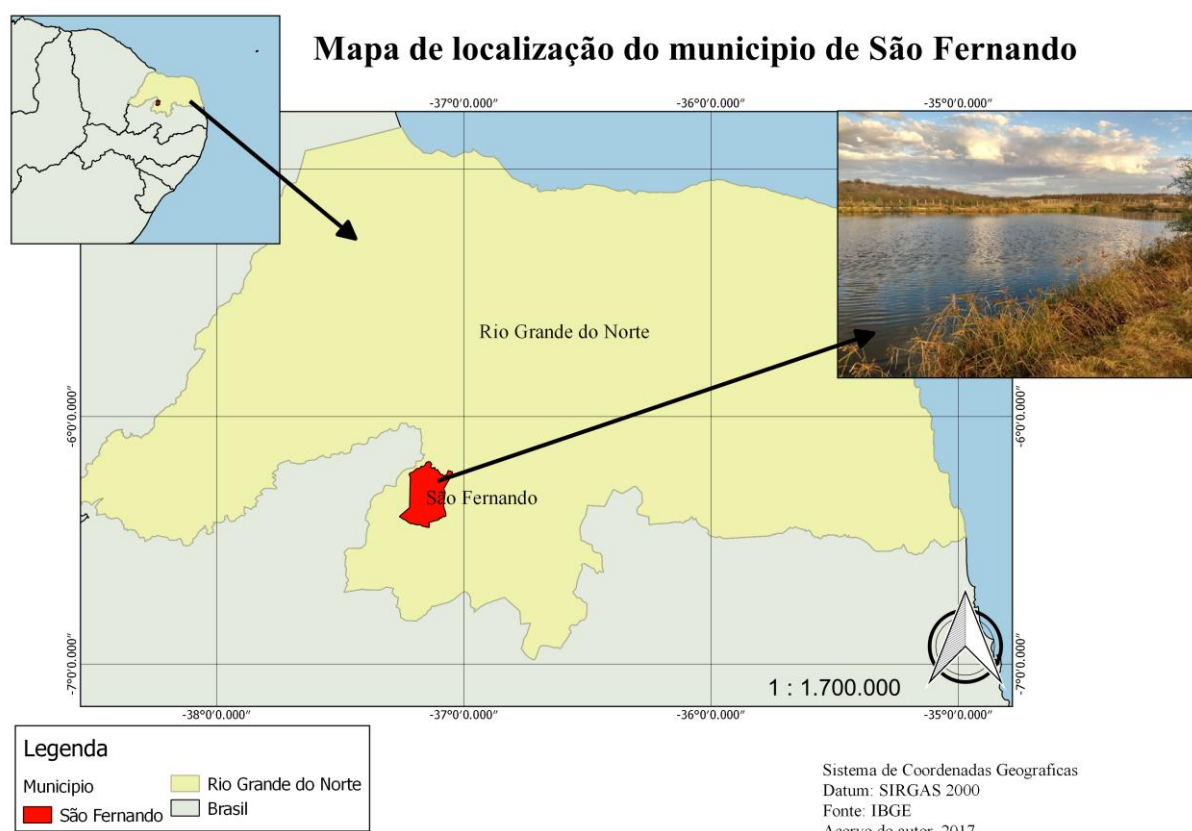 Mapa de localização do municipio de São Fernando
-37°0'0.000"
-36°0'0.000"
-35°0'0.000"
Rio Grande do Norte
-6°0'0.000"
-6°0'0.000"
São Fernando
-7°0'0.000"
-7°0'0.000"
1 : 1.700.000
-38°0'0.000"
-37°0'0.000"
-36°0'0.000"
-35°0'0.000"
Legenda
Municipio
São Fernando
Rio Grande do Norte
Brasil
Sistema de Coordenadas Geograficas
Datum: SIRGAS 2000
Fonte: IBGE
Acervo do autor, 2017